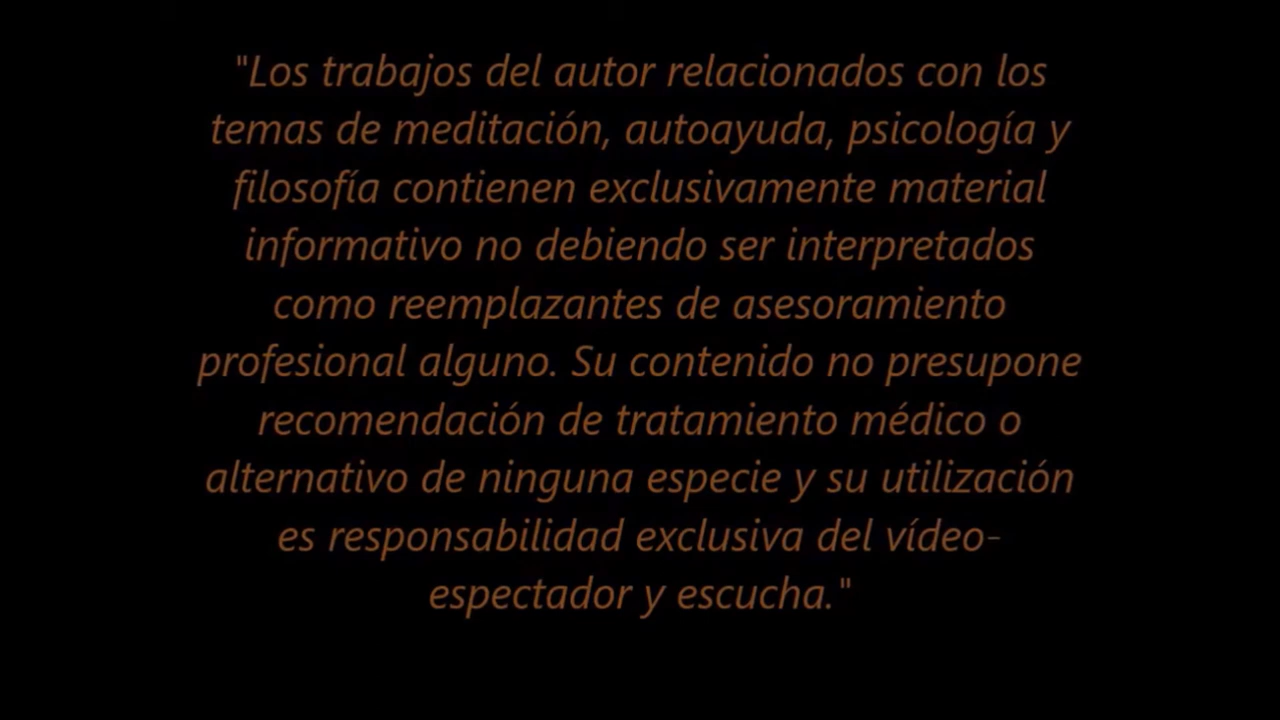 "Los trabajos del autor relacionados con los
temas de meditación, autoayuda, psicología y
filosofía contienen exclusivamente material
informativo no debiendo ser interpretados
como reemplazantes de asesoramiento
profesional alguno. Su contenido no presupone
recomendación de tratamiento médico o
alternativo de ninguna especie y su utilización
es responsabilidad exclusiva del vídeo-
espectador y escucha."